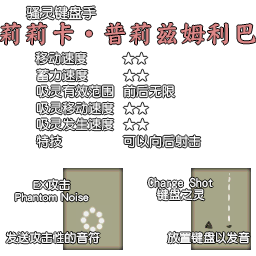 骚灵键盘手
莉莉卡·普莉兹姆利巴
移动速度 ☆☆
蓄力速度 ☆☆
吸灵有效范围 前后无限
吸灵移动速度 ☆☆
吸灵发生速度 ☆☆
特技 可以向后射击
EX攻击
Phantom Noise
发送攻击性的音符
Change Shot
键盘之灵
放置键盘以发音